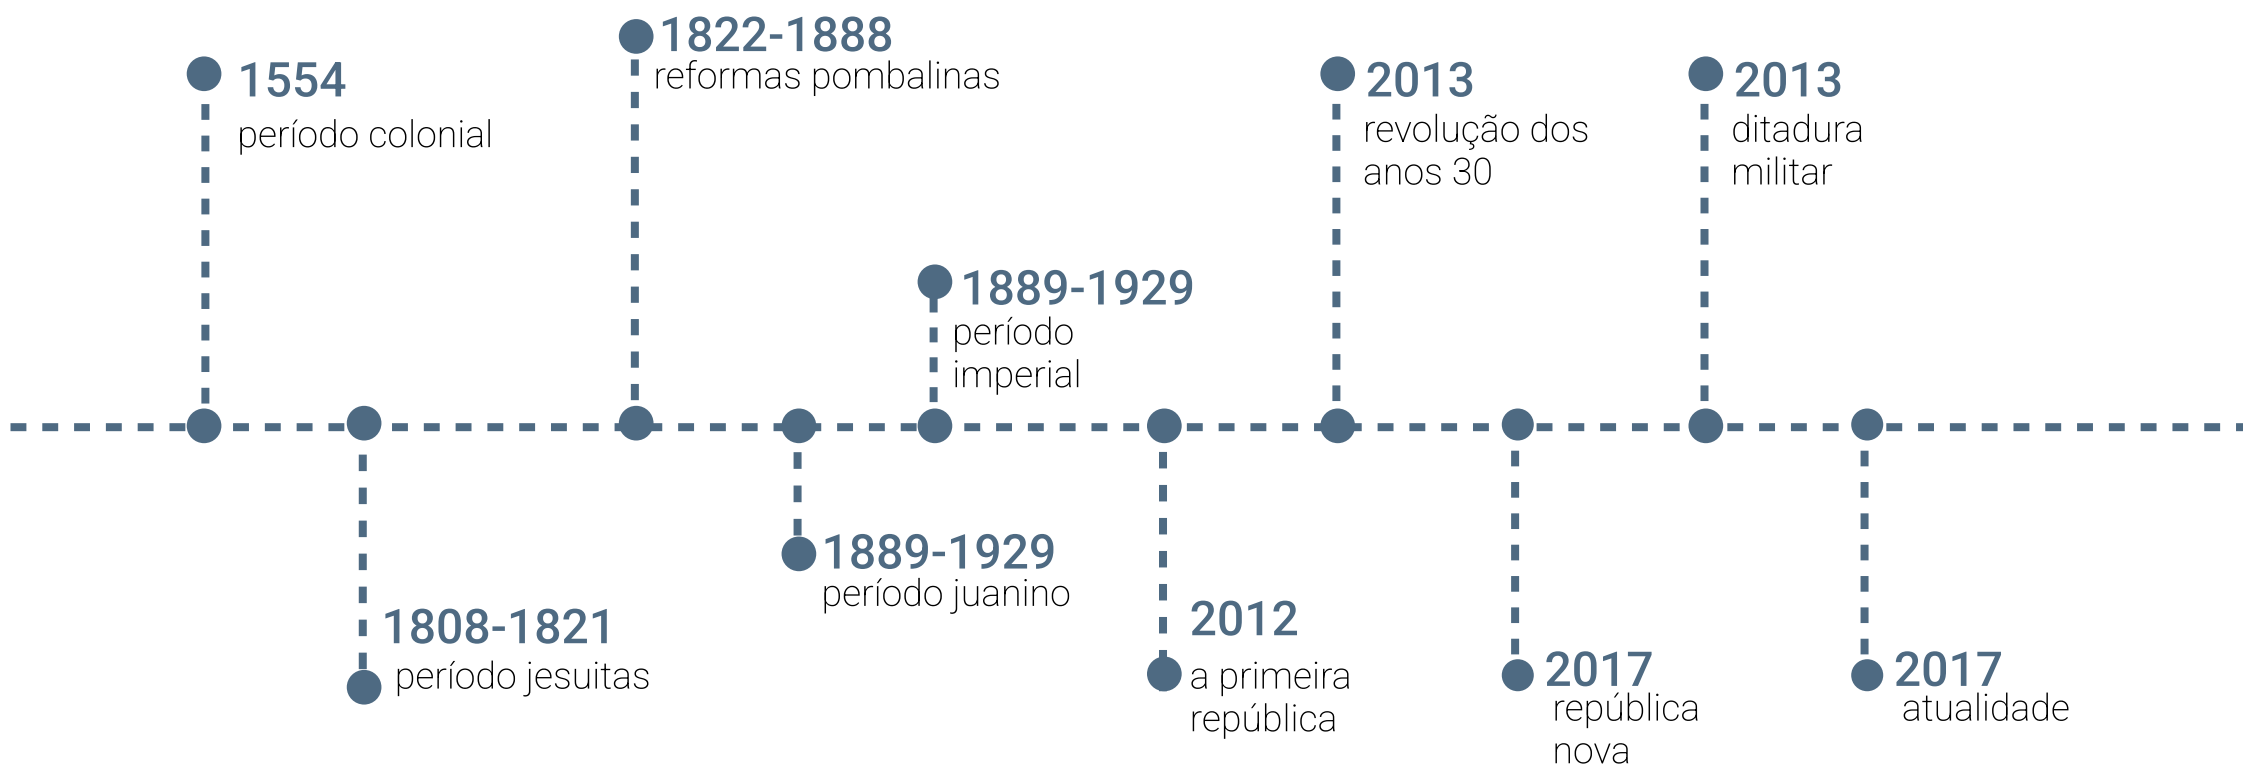 1554
período colonial
1808-1821
período jesuitas
1822-1888
reformas pombalinas
1889-1929
período juanino
1889-1929
período
imperial
2012
a primeira
república
2013
revolução dos
anos 30
2017
república
nova
2013
ditadura
militar
2017
atualidade